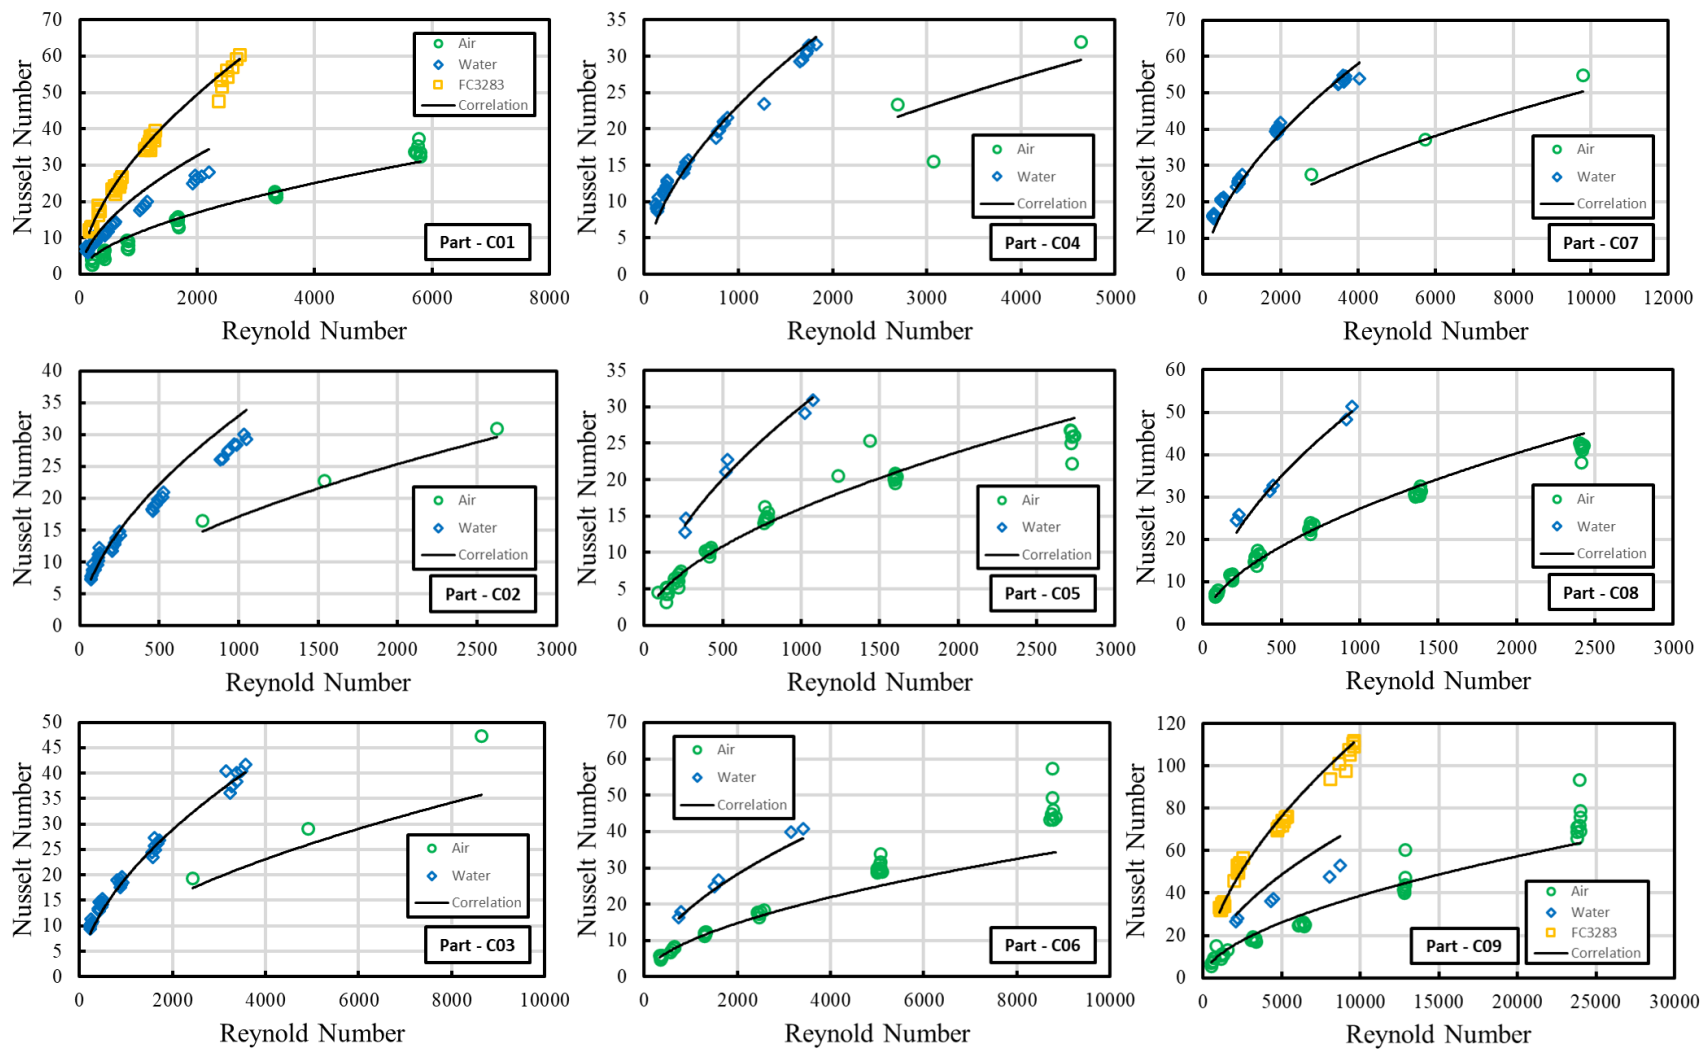 70
60
50
40
30
20
10
0
0 2000 4000 6000 8000
Nusselt Number
Reynold Number
Air
Water
FC3283
Correlation
Part - C01
35
30
25
20
15
10
5
0
0 1000 2000 3000 4000 5000
Nusselt Number
Reynold Number
Air
Water
Correlation
Part - C04
70
60
50
40
30
20
10
0
0 2000 4000 6000 8000 10000 12000
Nusselt Number
Reynold Number
Air
Water
Correlation
Part - C07
40
35
30
25
20
15
10
5
0
0 500 1000 1500 2000 2500 3000
Nusselt Number
Reynold Number
Air
Water
Correlation
Part - C02
35
30
25
20
15
10
5
0
0 500 1000 1500 2000 2500 3000
Nusselt Number
Reynold Number
Air
Water
Correlation
Part - C05
60
50
40
30
20
10
0
0 500 1000 1500 2000 2500 3000
Nusselt Number
Reynold Number
Air
Water
Correlation
Part - C08
50
45
40
35
30
25
20
15
10
5
0
0 2000 4000 6000 8000 10000
Nusselt Number
Reynold Number
Air
Water
Correlation
Part - C03
70
60
50
40
30
20
10
0
0 2000 4000 6000 8000 10000
Nusselt Number
Reynold Number
Air
Water
Correlation
Part - C06
120
100
80
60
40
20
0
0 5000 10000 15000 20000 25000 30000
Nusselt Number
Reynold Number
Air
Water
FC3283
Correlation
Part - C09